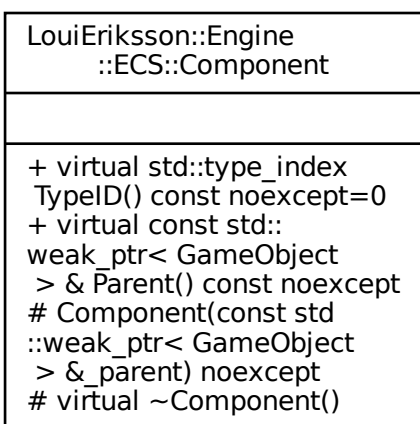 LouiEriksson::Engine
::ECS::Component
+ virtual std::type_index
TypeID() const noexcept=0
+ virtual const std::
weak_ptr< GameObject
> & Parent() const noexcept
# Component(const std
::weak_ptr< GameObject
> &_parent) noexcept
# virtual ~Component()